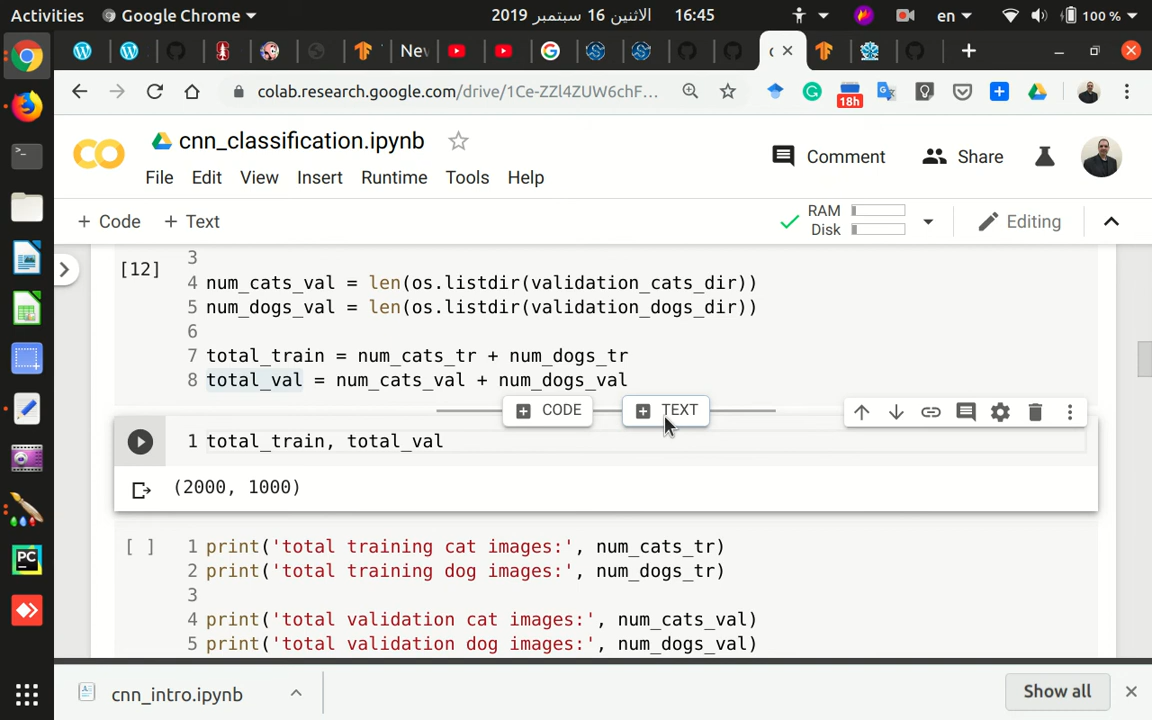 Activities Google Chrome الاثنين 16 سبتمبر 2019 16:45 en 100 %
Nev
colab.research.google.com/drive/1Ce-ZZl4ZUW6chF... 18h
cnn_classification.ipynb
Comment Share
File Edit View Insert Runtime Tools Help
+ Code + Text RAM Disk Editing
3
[12]
4 num_cats_val = len(os.listdir(validation_cats_dir))
5 num_dogs_val = len(os.listdir(validation_dogs_dir))
6
7 total_train = num_cats_tr + num_dogs_tr
8 total_val = num_cats_val + num_dogs_val
CODE TEXT
1 total_train, total_val
(2000, 1000)
[ ] 1 print('total training cat images:', num_cats_tr)
2 print('total training dog images:', num_dogs_tr)
3
4 print('total validation cat images:', num_cats_val)
5 print('total validation dog images:', num_dogs_val)
cnn_intro.ipynb Show all